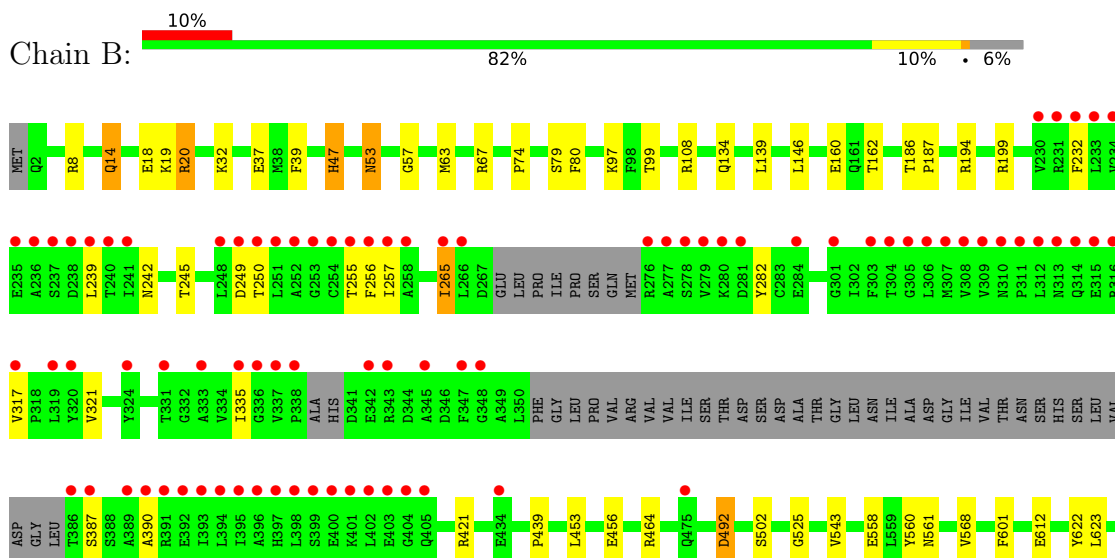 10%
Chain B:
82% 10% • 6%
MET Q2 R8 Q14 E18 K19 R20 K32 E37 M38 F39 H47 N53 G57 M63 R67 P74 S79 F80 K97 F98 T99 R108 Q134 L139 L146 E160 Q161 T162 T186 P187 R194 R199 V230 R231 F232 L233 V234
E235 A236 S237 D238 L239 T240 I241 N242 T245 L248 D249 T250 L251 A252 G253 C254 T255 F256 I257 A258 I265 L266 D267 GLU LEU PRO ILE PRO SER GLN MET R276 A277 S278 V279 K280 D281 Y282 C283 E284 G301 I302 F303 T304 G305 L306 M307 V308 V309 N310 P311 L312 N313 Q314 E315 R316
V317 P318 L319 Y320 V321 Y324 T331 G332 A333 V334 I335 G336 V337 P338 ALA HIS D341 E342 R343 D344 A345 D346 F347 G348 A349 L350 PHE GLY LEU PRO VAL ARG VAL VAL ILE SER THR ASP SER ASP ALA THR GLY LEU ASN ILE ALA ASP GLY ILE VAL THR ASN SER HIS SER LEU VAL
ASP GLY LEU T386 S387 S388 A389 A390 R391 E392 I393 L394 I395 A396 H397 L398 S399 E400 K401 L402 E403 G404 Q405 R421 E434 P439 L453 E456 R464 Q475 D492 S502 G525 V543 E558 L559 Y560 N561 V568 F601 E612 Y622 L623